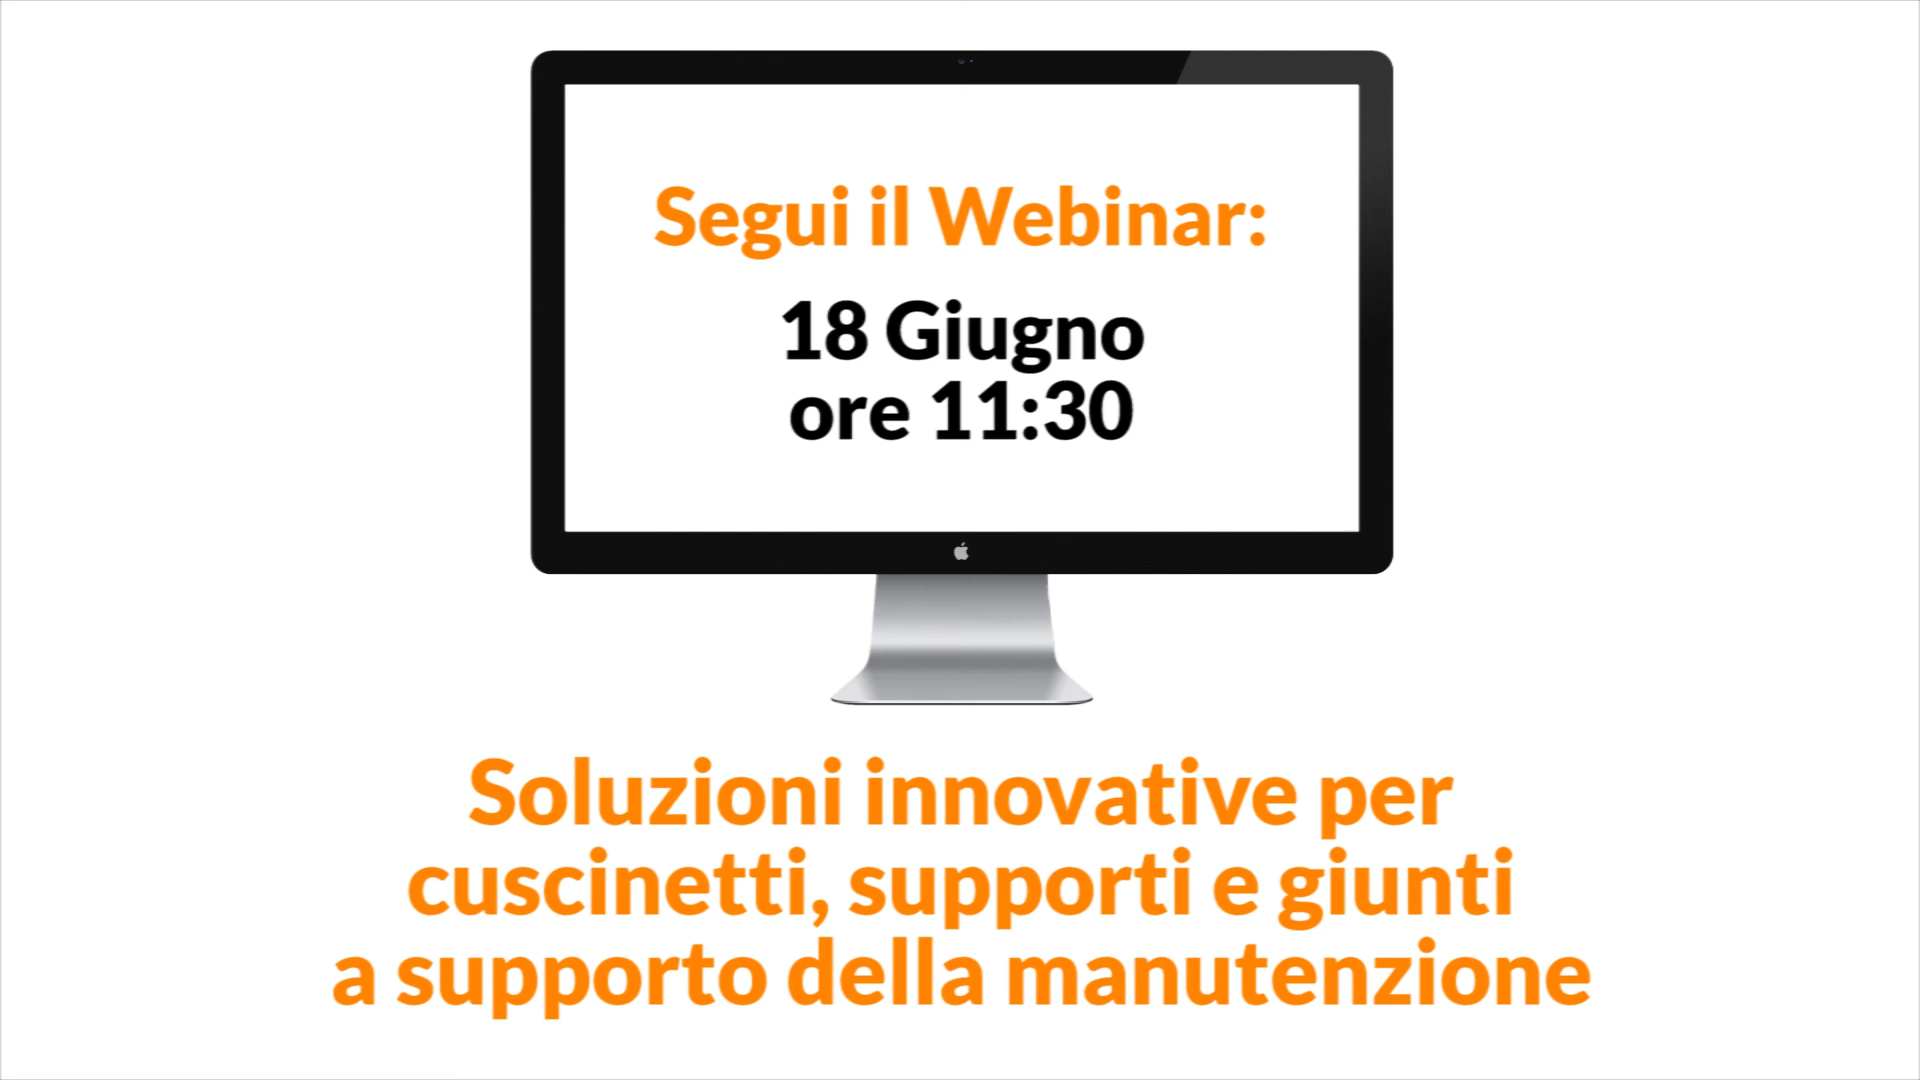 Segui il Webinar:
18 Giugno
ore 11:30
Soluzioni innovative per
cuscinetti, supporti e giunti
a supporto della manutenzione